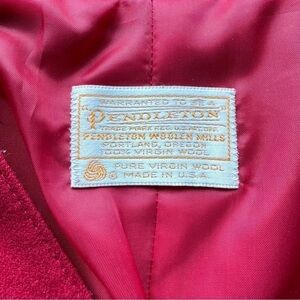 WARRANTED TO BE A
"PENDLETON"
TRADE MARK REG. U.S. PAT. OFF.
PENDLETON WOOLEN MILLS
PORTLAND, OREGON
100% VIRGIN WOOL
PURE VIRGIN WOOL
MADE IN U.S.A.